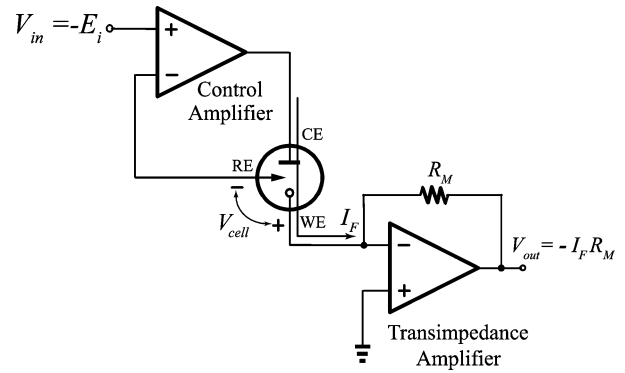 V_in =-E_i
+
−
Control
Amplifier
CE
RE
−
V_cell
+
WE
I_F
R_M
−
+
V_out= - I_F R_M
Transimpedance
Amplifier